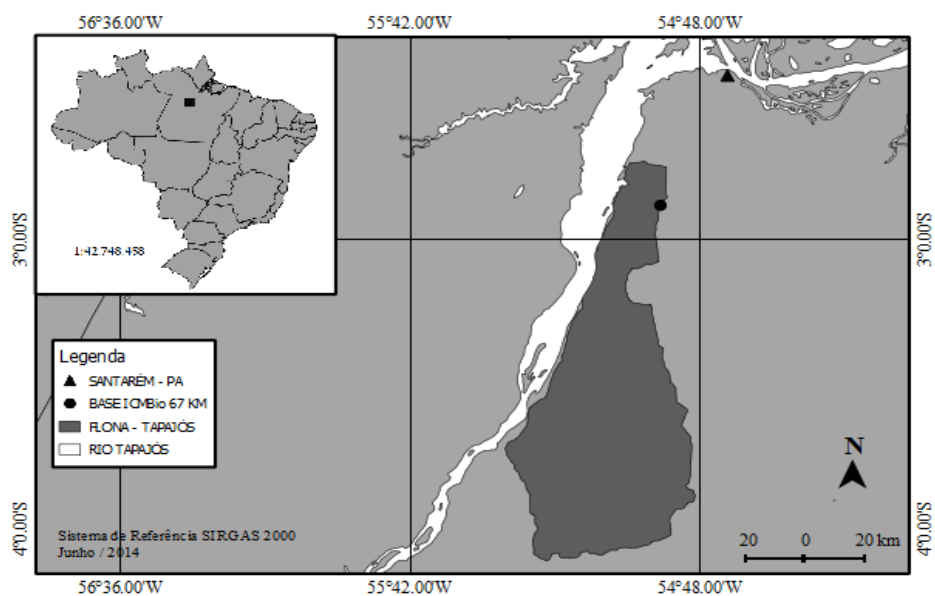 56°36.00'W 55°42.00'W 54°48.00'W
1:42.748.458
3°0.00'S 3°0.00'S
Legenda
SANTARÉM - PA
BASE ICMBio 67 KM
FLONA - TAPAJÓS
RIO TAPAJÓS
N
Sistema de Referência SIRGAS 2000
Junho / 2014
20 0 20 km
4°0.00'S 4°0.00'S
56°36.00'W 55°42.00'W 54°48.00'W